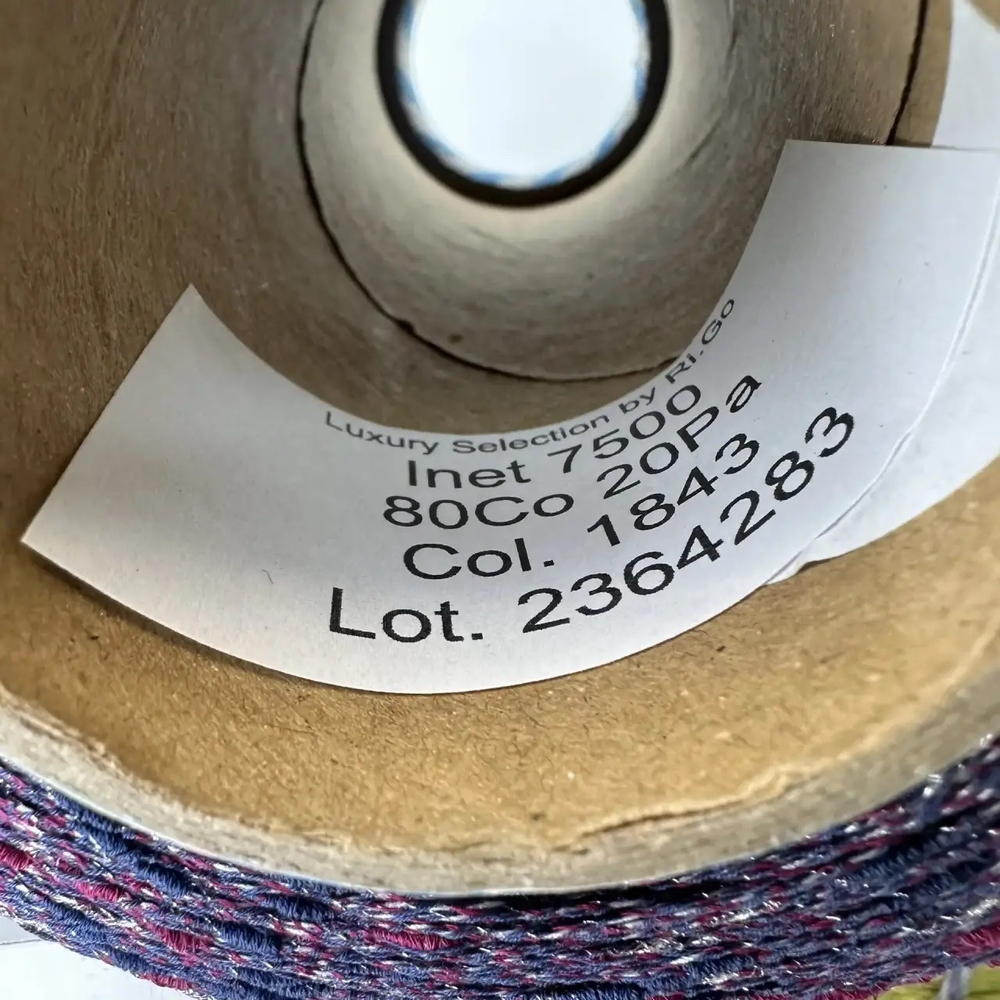 Luxury Selection by Ri.Go
Inet 7500
80Co 20Pa
Col. 1843
Lot. 2364283